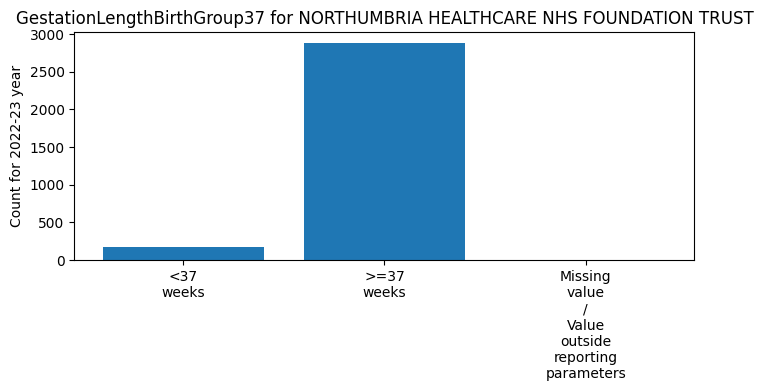 GestationLengthBirthGroup37 for NORTHUMBRIA HEALTHCARE NHS FOUNDATION TRUST
Count for 2022-23 year
3000
2500
2000
1500
1000
500
0
<37
weeks
>=37
weeks
Missing
value
/
Value
outside
reporting
parameters